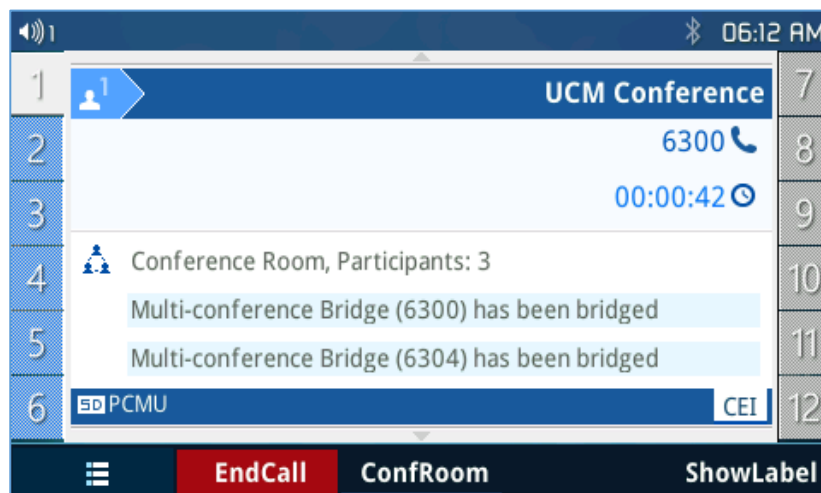 1 06:12 AM
1 1 UCM Conference 7
2 6300 8
3 00:00:42 9
4 Conference Room, Participants: 3 10
Multi-conference Bridge (6300) has been bridged
5 Multi-conference Bridge (6304) has been bridged 11
6 SD PCMU CEI 12
EndCall ConfRoom ShowLabel